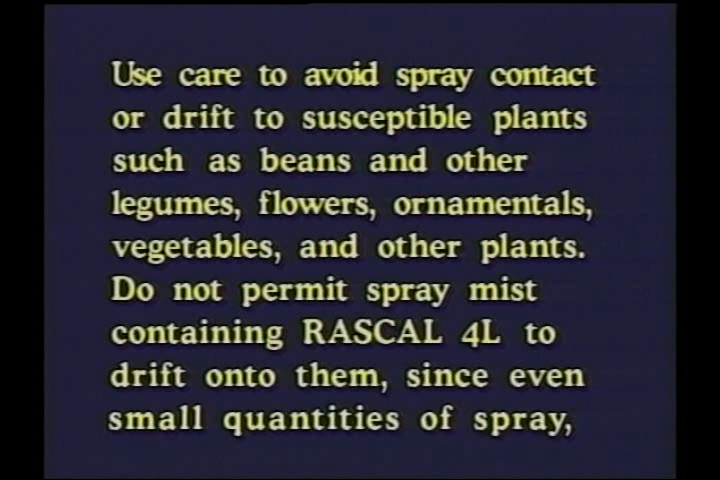 Use care to avoid spray contact
or drift to susceptible plants
such as beans and other
legumes, flowers, ornamentals,
vegetables, and other plants.
Do not permit spray mist
containing RASCAL 4L to
drift onto them, since even
small quantities of spray,